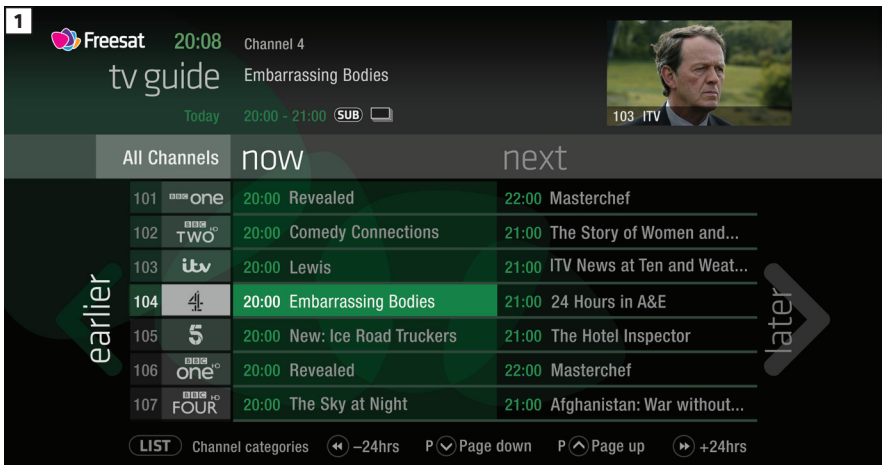 1
Freesat 20:08 Channel 4
tv guide Embarrassing Bodies
Today 20:00 - 21:00 SUB
103 ITV
All Channels now next
101 BBC one 20:00 Revealed 22:00 Masterchef
102 BBC TWO HD 20:00 Comedy Connections 21:00 The Story of Women and...
103 itv 20:00 Lewis 21:00 ITV News at Ten and Weat...
104 4 20:00 Embarrassing Bodies 21:00 24 Hours in A&E
105 5 20:00 New: Ice Road Truckers 21:00 The Hotel Inspector
106 BBC one HD 20:00 Revealed 22:00 Masterchef
107 BBC FOUR HD 20:00 The Sky at Night 21:00 Afghanistan: War without...
earlier
later
LIST Channel categories −24hrs P Page down P Page up +24hrs